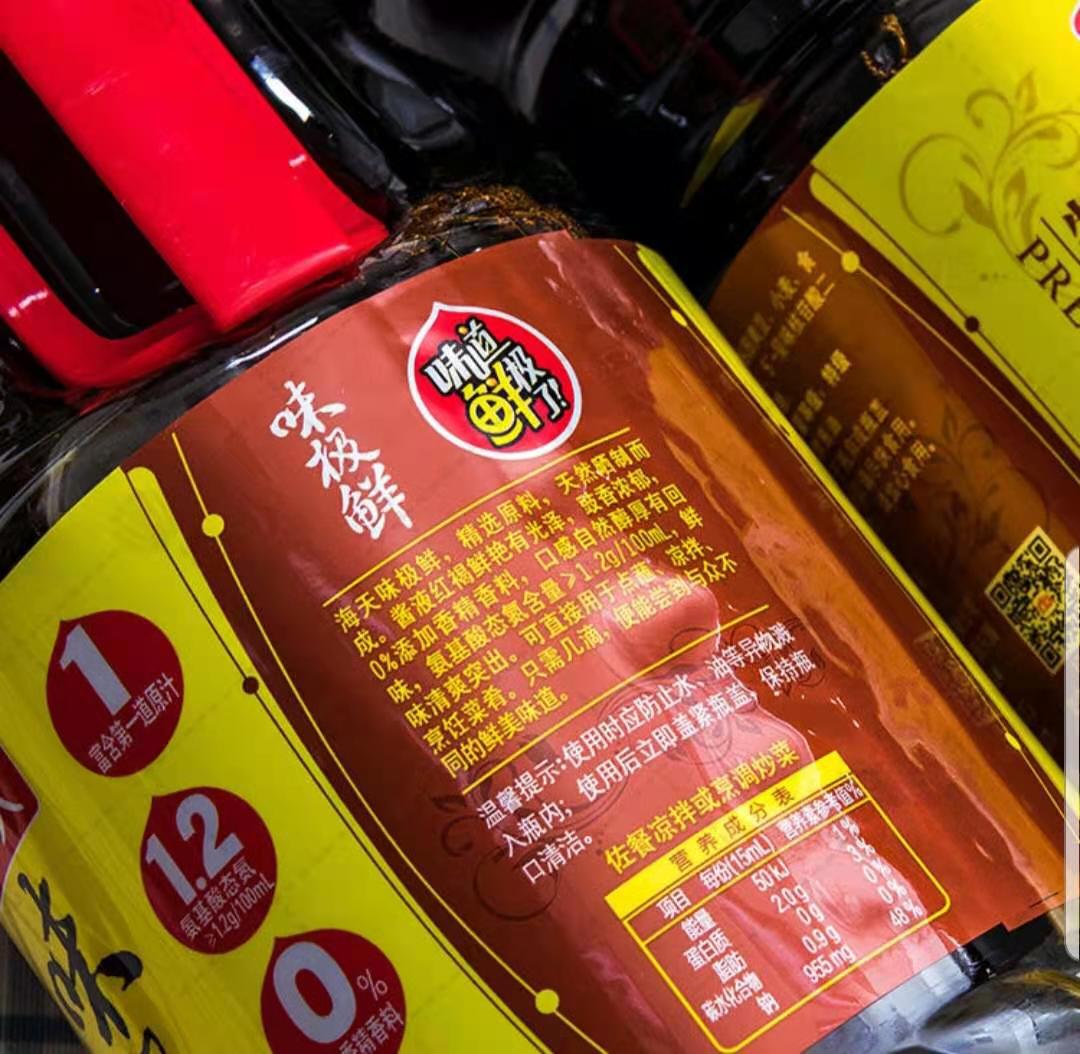 味极鲜
味道
鲜极了!
海天味极鲜,精选原料,天然晒制而
成。酱液红褐鲜艳有光泽,豉香浓郁,
0%添加香精香料,口感自然醇厚有回
味,氨基酸态氮含量≥1.2g/100mL,鲜
味清爽突出。可直接用于点蘸、凉拌、
烹饪菜肴。只需几滴,便能尝到与众不
同的鲜美味道。
温馨提示:使用时应防止水、油等异物溅
入瓶内,使用后立即盖紧瓶盖,保持瓶
口清洁。
佐餐凉拌或烹调炒菜
营养成分表
项目 每份(15mL) 营养素参考值%
能量 50kJ 1%
蛋白质 2.0g 3%
脂肪 0g 0%
碳水化合物 0.9g 0%
钠 955mg 48%
1
富含第一道原汁
1.2
氨基酸态氮
≥1.2g/100mL
0%
香精香料
味
PRE